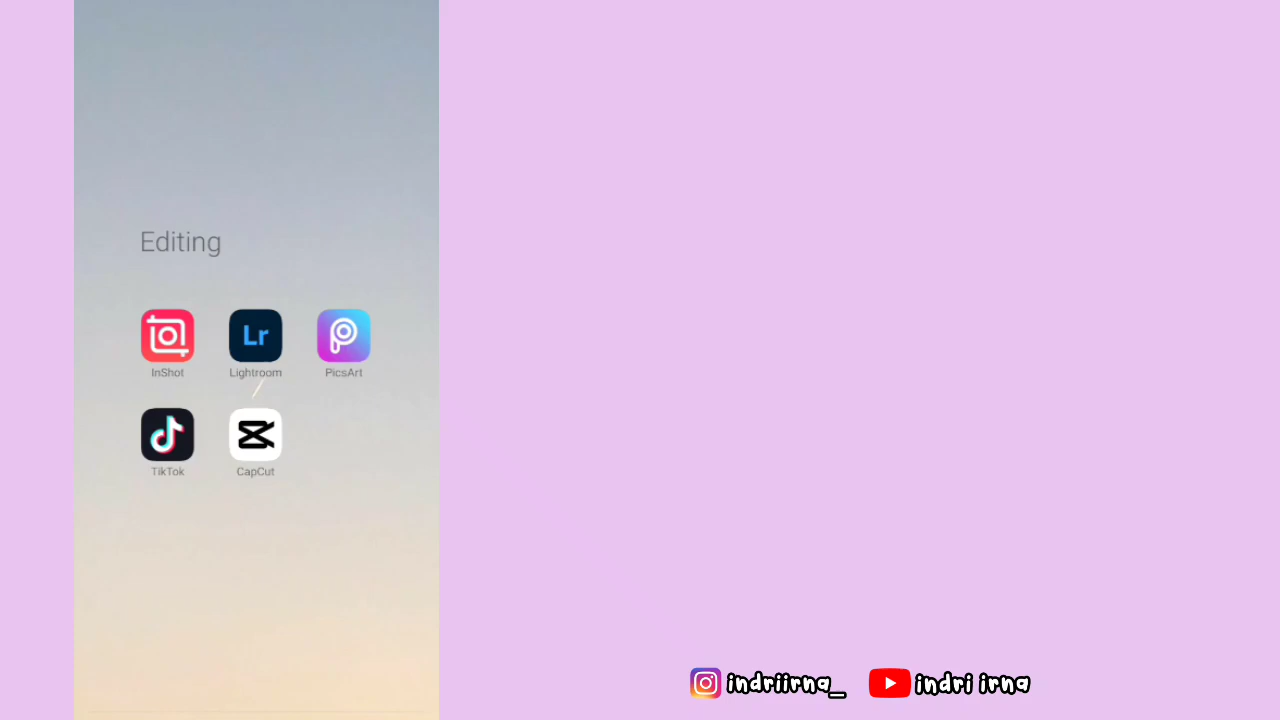 Editing
Lr
InShot Lightroom PicsArt
TikTok CapCut
indriirna_ indri irna